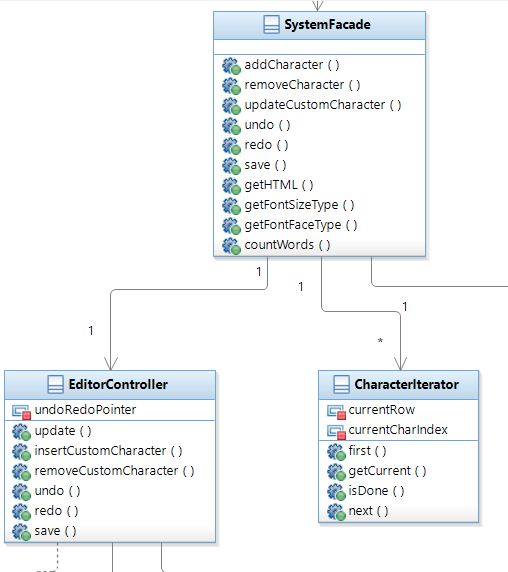 SystemFacade
addCharacter ( )
removeCharacter ( )
updateCustomCharacter ( )
undo ( )
redo ( )
save ( )
getHTML ( )
getFontSizeType ( )
getFontFaceType ( )
countWords ( )
1
1
1
1
*
EditorController
undoRedoPointer
update ( )
insertCustomCharacter ( )
removeCustomCharacter ( )
undo ( )
redo ( )
save ( )
CharacterIterator
currentRow
currentCharIndex
first ( )
getCurrent ( )
isDone ( )
next ( )